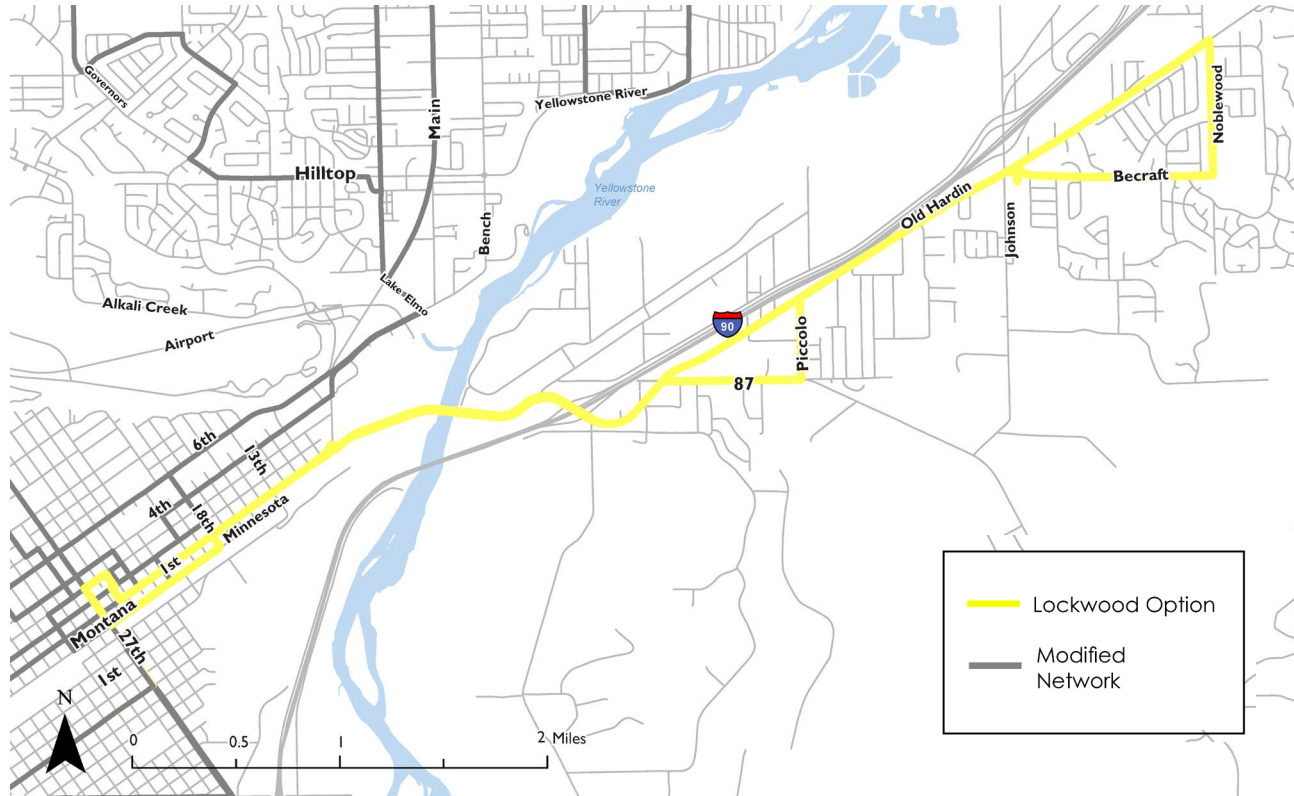 Governors
Main
Yellowstone River
Noblewood
Hilltop
Becraft
Yellowstone
River
Old Hardin
Bench
Johnson
Lake Elmo
Alkali Creek
90
Airport
Piccolo
87
6th
13th
4th
18th
Minnesota
1st
Montana
27th
1st
N
0
0.5
1
2 Miles
Lockwood Option
Modified
Network